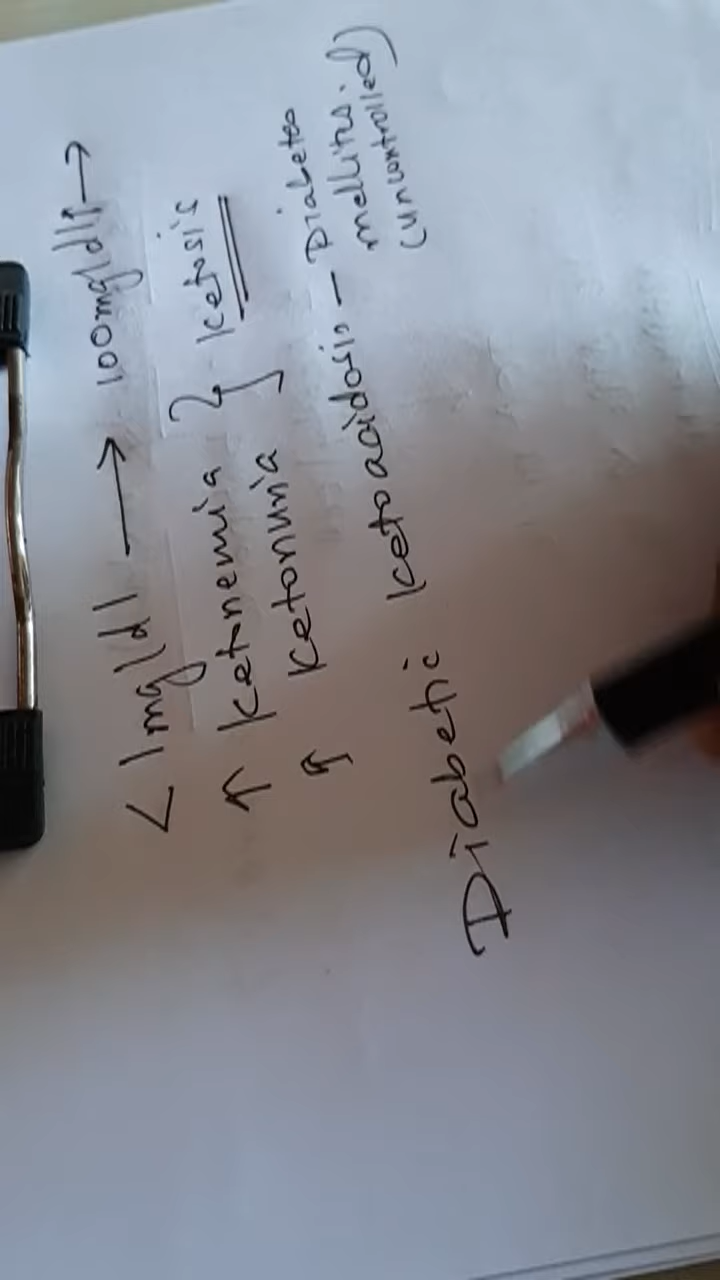 < 1mg/dl → 100mg/dl↑ →
↑ ketonemia } ketosis
↑ ketonuria
Diabetic ketoacidosis - Diabetes
mellitus.
(uncontrolled)